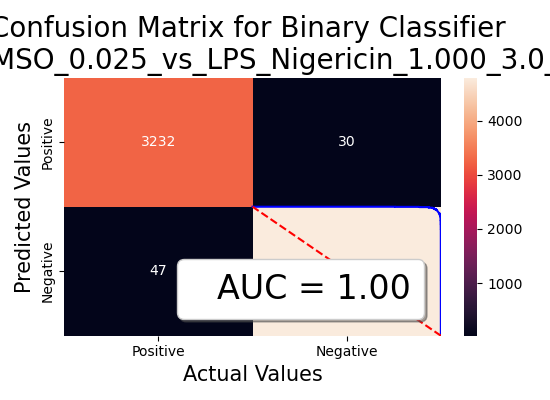 Confusion Matrix for Binary Classifier
MSO_0.025_vs_LPS_Nigericin_1.000_3.0_
Predicted Values
Positive
Negative
3232
30
47
AUC = 1.00
Positive
Negative
Actual Values
4000
3000
2000
1000